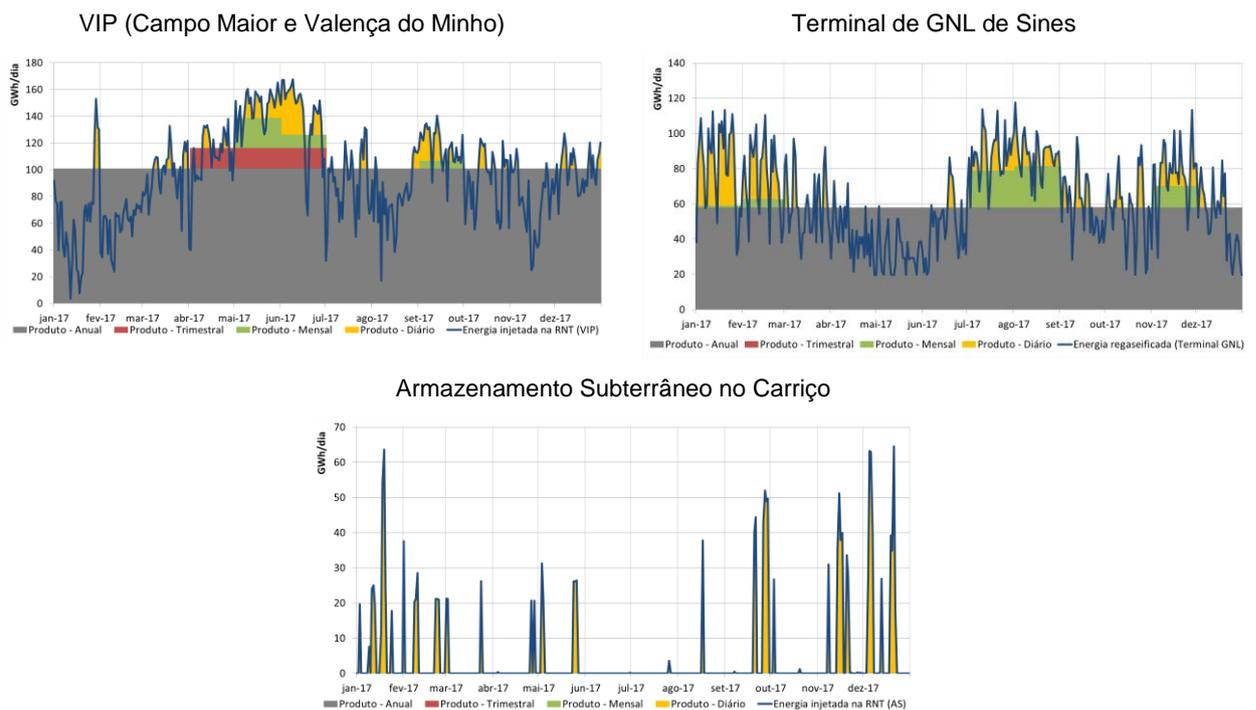 VIP (Campo Maior e Valença do Minho)
GWh/dia
180
160
140
120
100
80
60
40
20
0
jan-17 fev-17 mar-17 abr-17 mai-17 jun-17 jul-17 ago-17 set-17 out-17 nov-17 dez-17
Produto - Anual Produto - Trimestral Produto - Mensal Produto - Diário Energia injetada na RNT (VIP)
Terminal de GNL de Sines
GWh/dia
140
120
100
80
60
40
20
0
jan-17 fev-17 mar-17 abr-17 mai-17 jun-17 jul-17 ago-17 set-17 out-17 nov-17 dez-17
Produto - Anual Produto - Trimestral Produto - Mensal Produto - Diário Energia regaseificada (Terminal GNL)
Armazenamento Subterrâneo no Carriço
GWh/dia
70
60
50
40
30
20
10
0
jan-17 fev-17 mar-17 abr-17 mai-17 jun-17 jul-17 ago-17 set-17 out-17 nov-17 dez-17
Produto - Anual Produto - Trimestral Produto - Mensal Produto - Diário Energia injetada na RNT (AS)